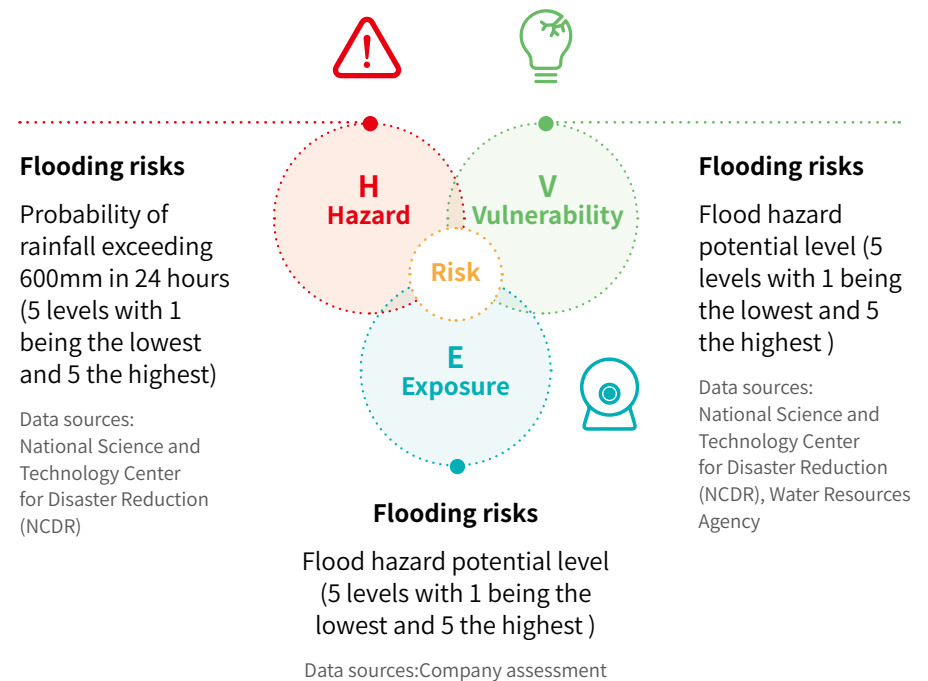 H
Hazard
V
Vulnerability
Risk
E
Exposure
Flooding risks
Probability of
rainfall exceeding
600mm in 24 hours
(5 levels with 1
being the lowest
and 5 the highest)
Data sources:
National Science and
Technology Center
for Disaster Reduction
(NCDR)
Flooding risks
Flood hazard
potential level (5
levels with 1 being
the lowest and 5
the highest )
Data sources:
National Science and
Technology Center
for Disaster Reduction
(NCDR), Water Resources
Agency
Flooding risks
Flood hazard potential level
(5 levels with 1 being the
lowest and 5 the highest )
Data sources:Company assessment